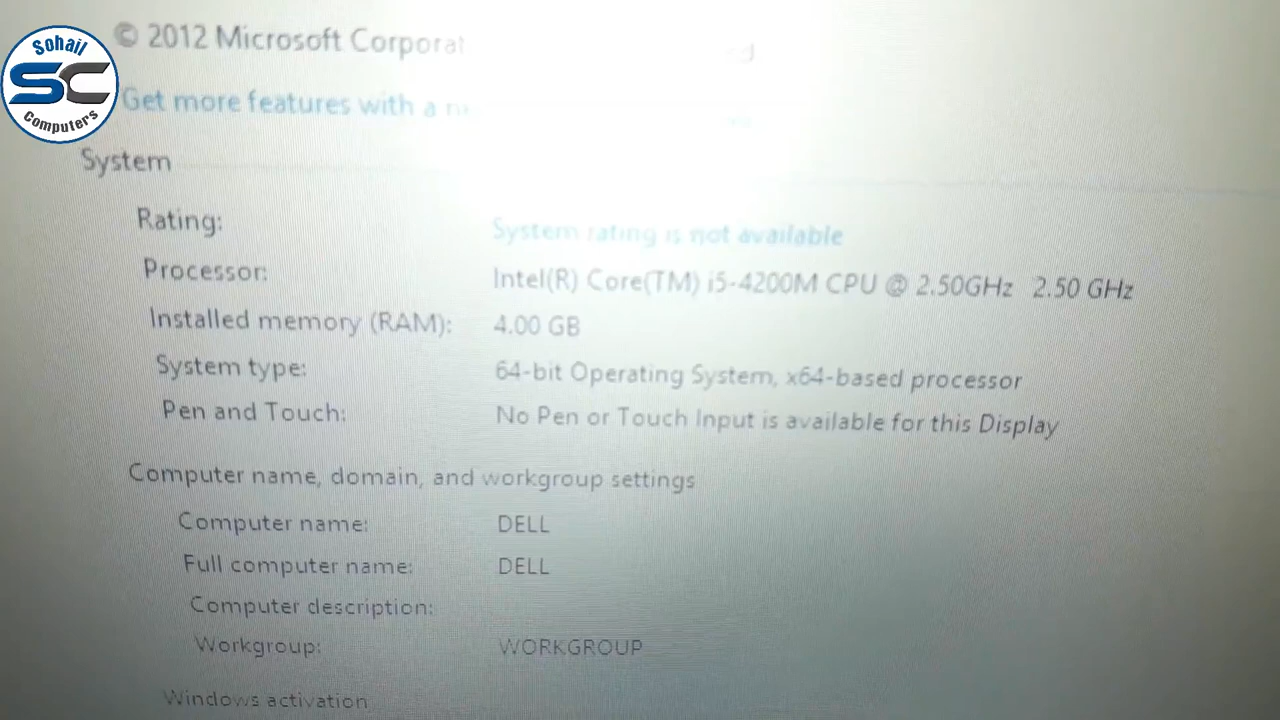 Sohail
SC
Computers
© 2012 Microsoft Corporat
Get more features with a
System
Rating: System rating is not available
Processor: Intel(R) Core(TM) i5-4200M CPU @ 2.50GHz 2.50 GHz
Installed memory (RAM): 4.00 GB
System type: 64-bit Operating System, x64-based processor
Pen and Touch: No Pen or Touch Input is available for this Display
Computer name, domain, and workgroup settings
Computer name: DELL
Full computer name: DELL
Computer description:
Workgroup: WORKGROUP
Windows activation